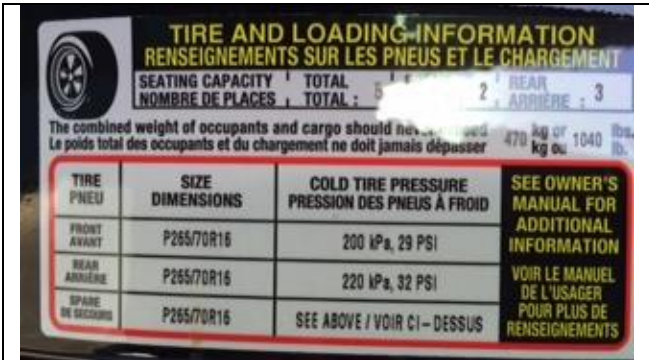 TIRE AND LOADING INFORMATION
RENSEIGNEMENTS SUR LES PNEUS ET LE CHARGEMENT
SEATING CAPACITY TOTAL 5 2 REAR 3
NOMBRE DE PLACES TOTAL : ARRIÈRE :
The combined weight of occupants and cargo should 470 kg or 1040 lbs.
Le poids total des occupants et du chargement ne doit jamais dépasser kg ou lb.
TIRE SIZE COLD TIRE PRESSURE SEE OWNER'S
PNEU DIMENSIONS PRESSION DES PNEUS À FROID MANUAL FOR
ADDITIONAL
INFORMATION
FRONT
AVANT P265/70R16 200 kPa, 29 PSI
REAR
ARRIÈRE P265/70R16 220 kPa, 32 PSI
SPARE
DE SECOURS P265/70R16 SEE ABOVE / VOIR CI-DESSUS
VOIR LE MANUEL
DE L'USAGER
POUR PLUS DE
RENSEIGNEMENTS